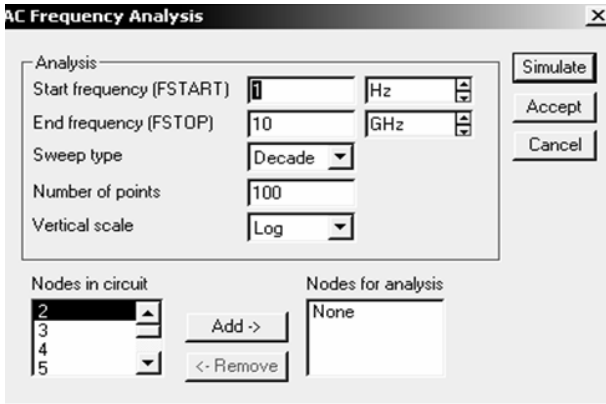 AC Frequency Analysis
Analysis
Start frequency (FSTART) 1 Hz
End frequency (FSTOP) 10 GHz
Sweep type Decade
Number of points 100
Vertical scale Log
Simulate
Accept
Cancel
Nodes in circuit
2
3
4
5
Add ->
<- Remove
Nodes for analysis
None